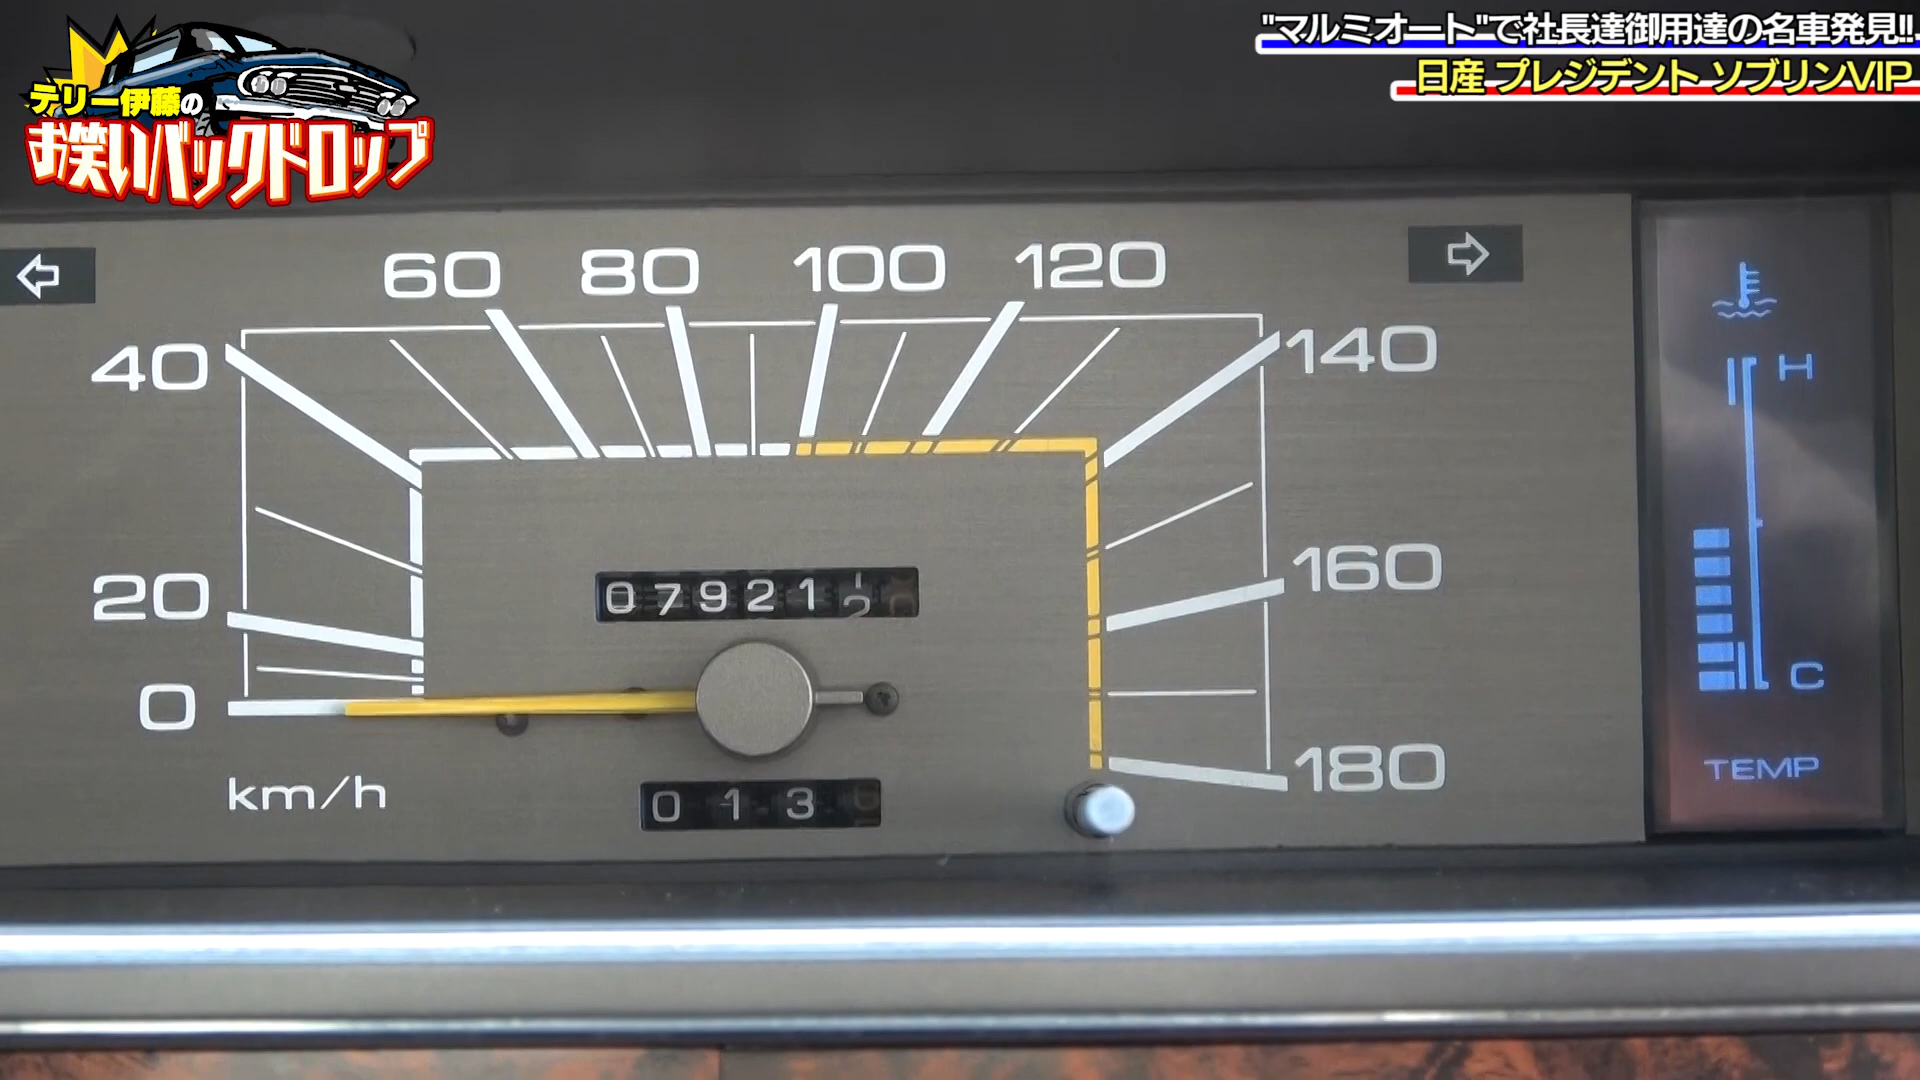 "マルミオート"で社長達御用達の名車発見!!
日産 プレジデント ソブリンVIP
テリー伊藤の
お笑いバックドロップ
60 80 100 120
40 140
20 160
0 180
07921
013
km/h
H
C
TEMP